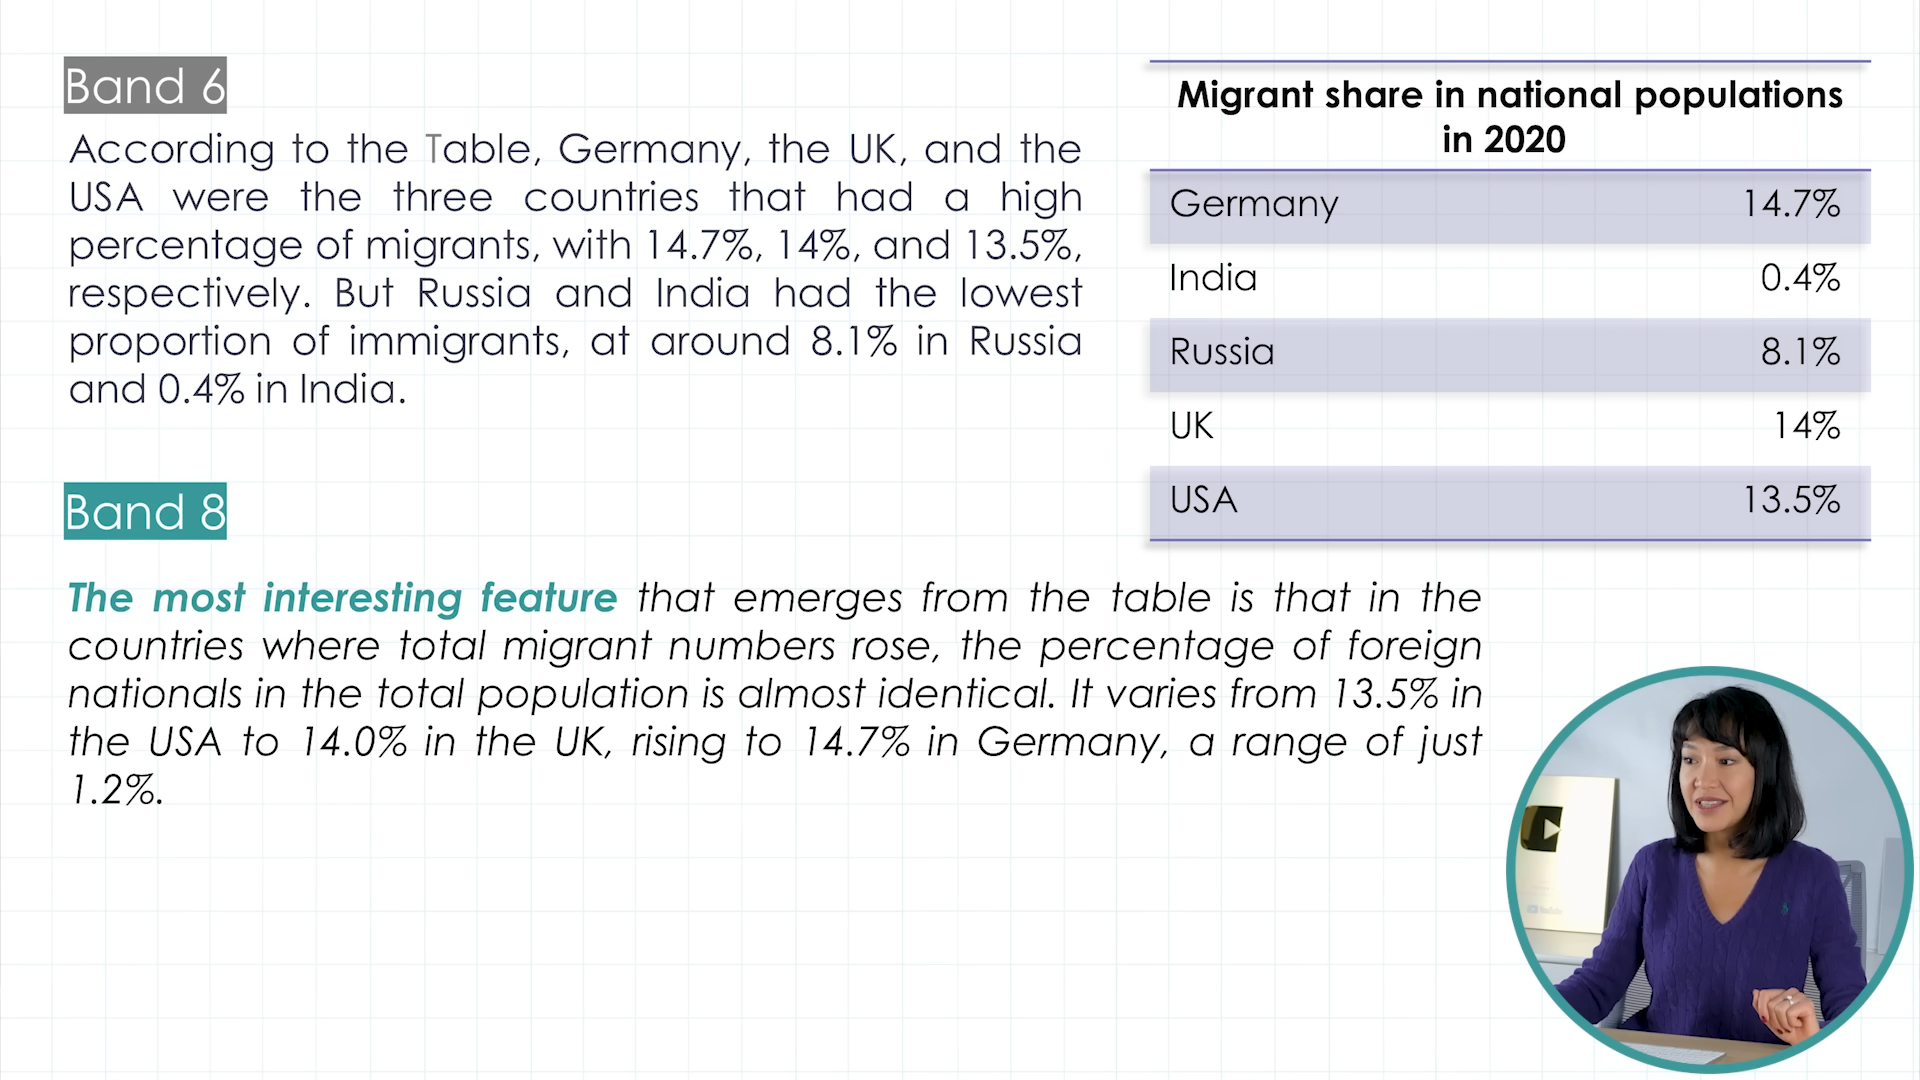 Band 6
According to the Table, Germany, the UK, and the
USA were the three countries that had a high
percentage of migrants, with 14.7%, 14%, and 13.5%,
respectively. But Russia and India had the lowest
proportion of immigrants, at around 8.1% in Russia
and 0.4% in India.
Band 8
The most interesting feature that emerges from the table is that in the
countries where total migrant numbers rose, the percentage of foreign
nationals in the total population is almost identical. It varies from 13.5% in
the USA to 14.0% in the UK, rising to 14.7% in Germany, a range of just
1.2%.
Migrant share in national populations
in 2020
Germany 14.7%
India 0.4%
Russia 8.1%
UK 14%
USA 13.5%
YouTube